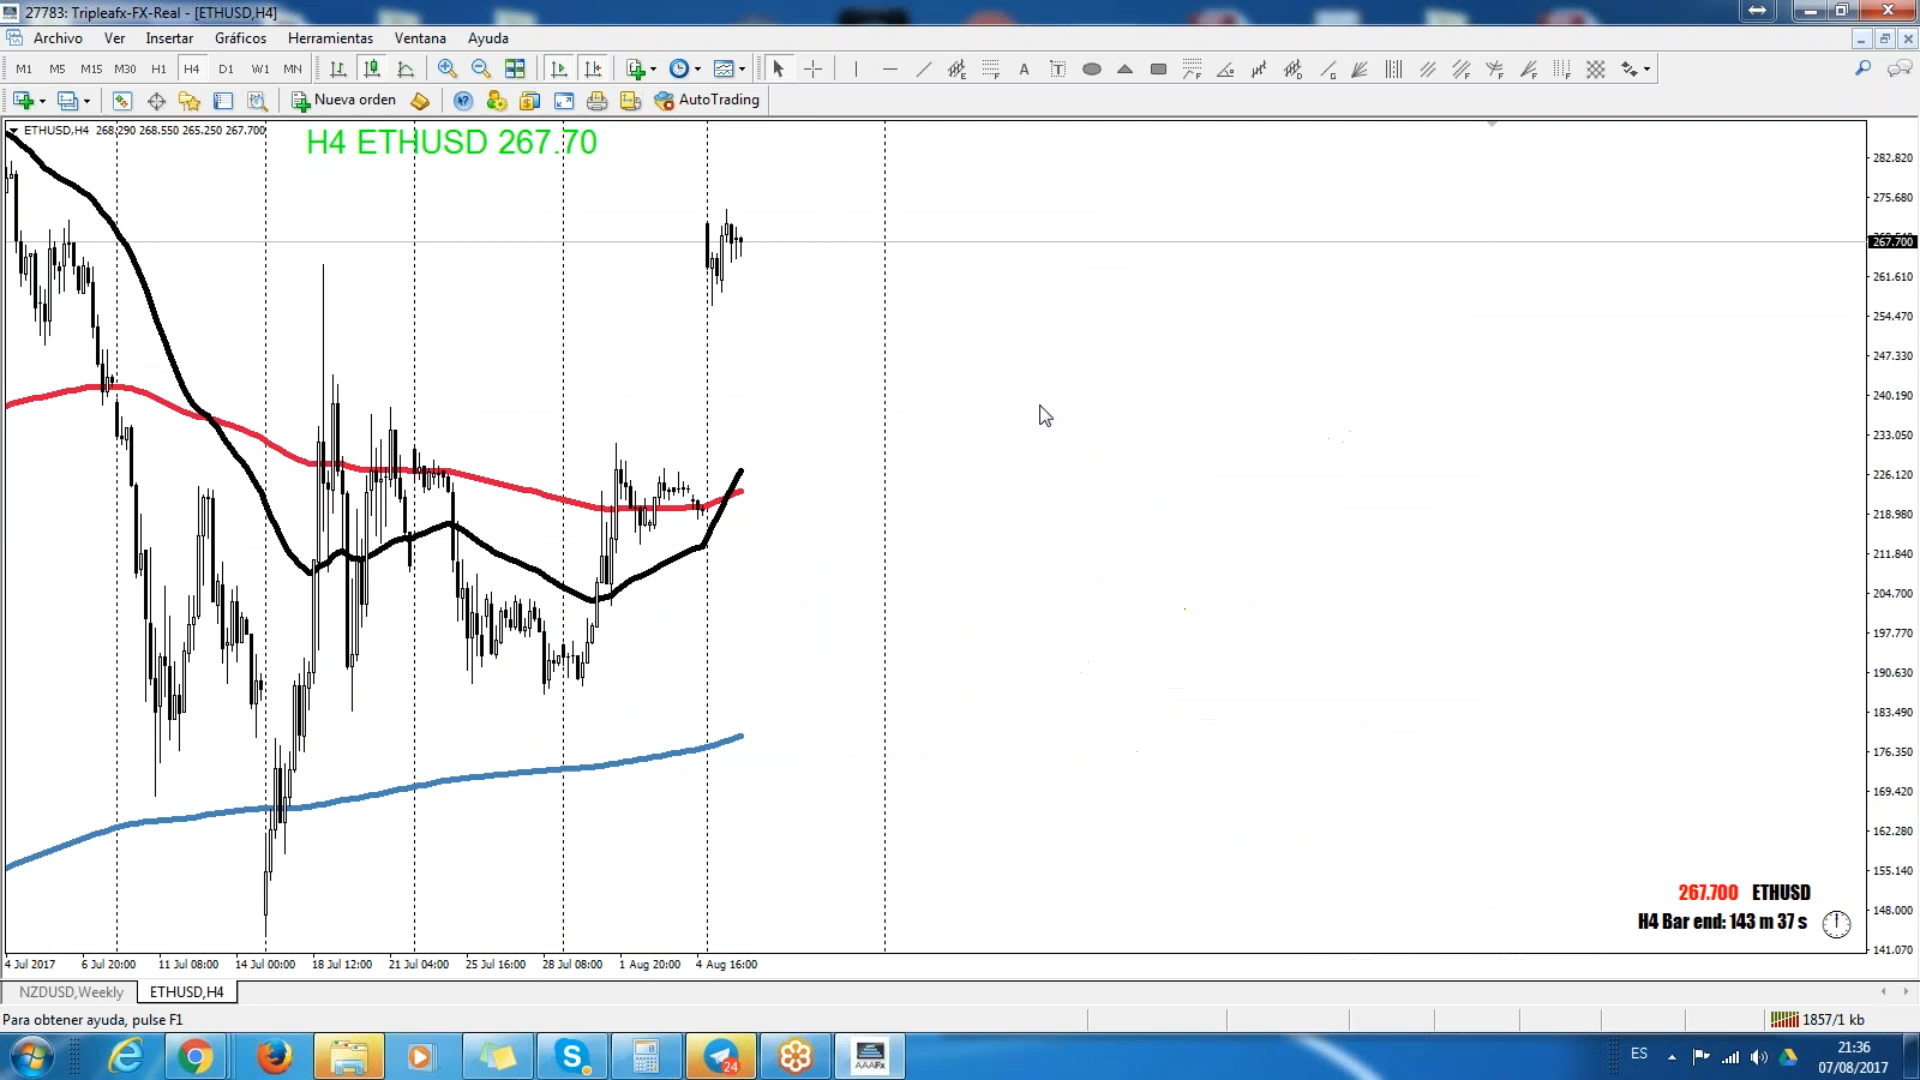 27783: Tripleafx-FX-Real - [ETHUSD,H4]
Archivo Ver Insertar Gráficos Herramientas Ventana Ayuda
M1 M5 M15 M30 H1 H4 D1 W1 MN
Nueva orden AutoTrading
ETHUSD,H4 268.290 268.550 265.250 267.700
H4 ETHUSD 267.70
282.820
275.680
267.700
261.610
254.470
247.330
240.190
233.050
226.120
218.980
211.840
204.700
197.770
190.630
183.490
176.350
169.420
162.280
155.140
148.000
141.070
267.700 ETHUSD
H4 Bar end: 143 m 37 s
4 Jul 2017 6 Jul 20:00 11 Jul 08:00 14 Jul 00:00 18 Jul 12:00 21 Jul 04:00 25 Jul 16:00 28 Jul 08:00 1 Aug 20:00 4 Aug 16:00
NZDUSD,Weekly ETHUSD,H4
Para obtener ayuda, pulse F1
1857/1 kb
24
AAAFx
ES
21:36
07/08/2017